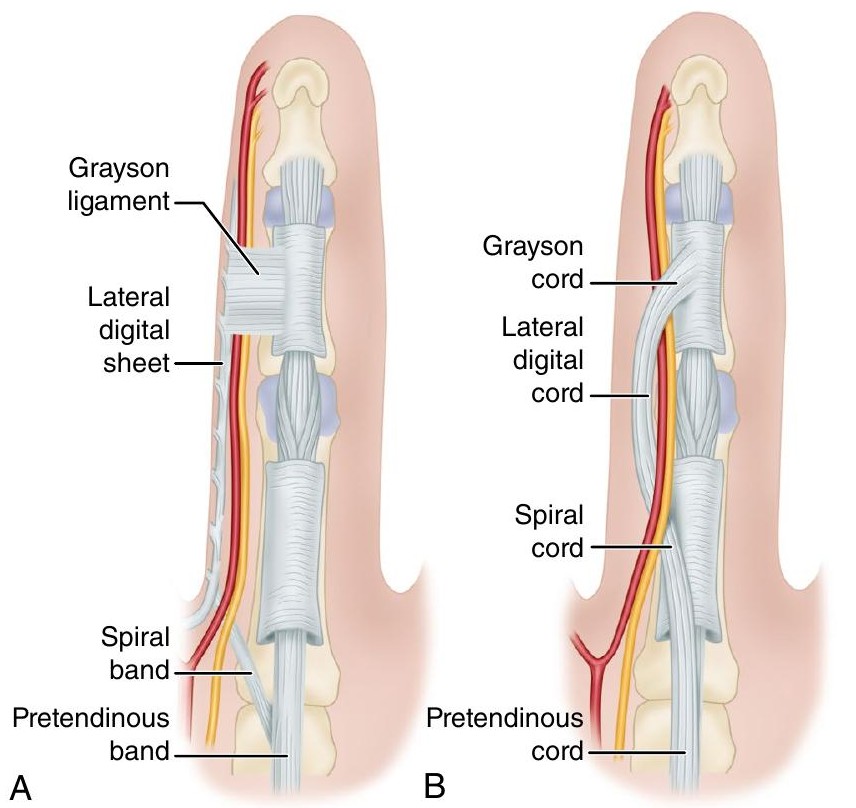 Grayson
ligament
Lateral
digital
sheet
Spiral
band
Pretendinous
band
A
Grayson
cord
Lateral
digital
cord
Spiral
cord
Pretendinous
cord
B